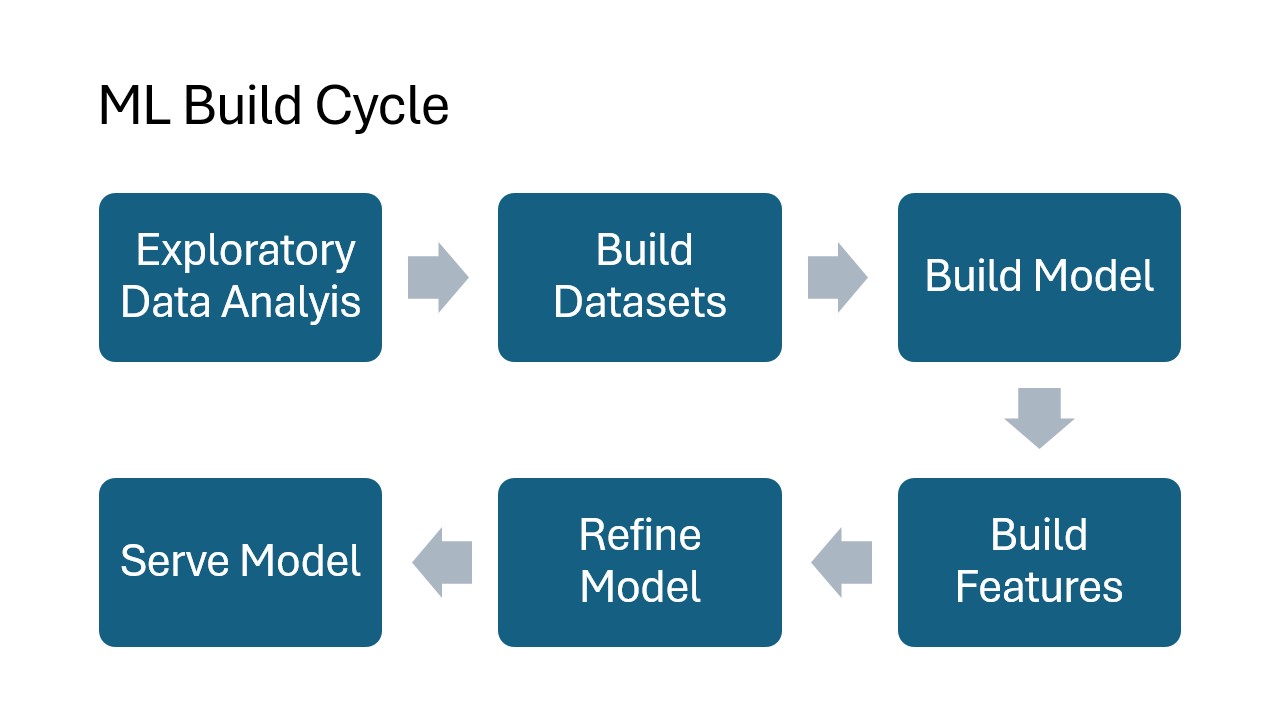 ML Build Cycle
Exploratory
Data Analyis
Build
Datasets
Build Model
Build
Features
Refine
Model
Serve Model